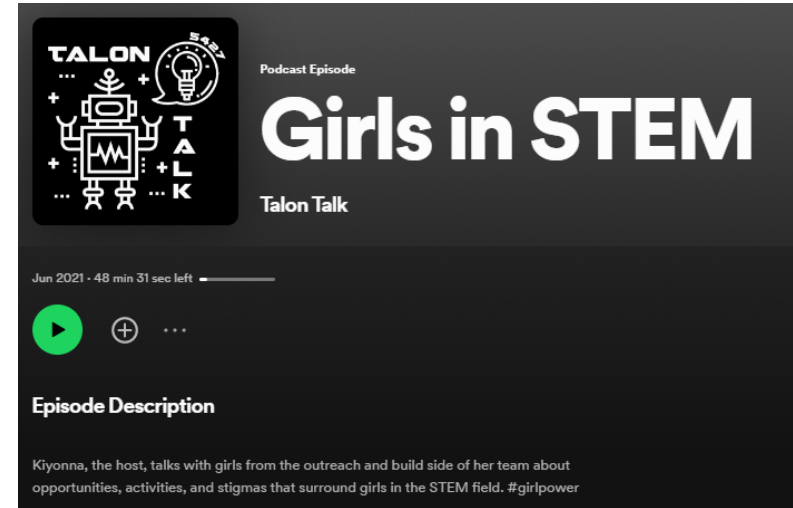 TALON
5427
TALK
Podcast Episode
Girls in STEM
Talon Talk
Jun 2021 · 48 min 31 sec left
Episode Description
Kiyonna, the host, talks with girls from the outreach and build side of her team about
opportunities, activities, and stigmas that surround girls in the STEM field. #girlpower